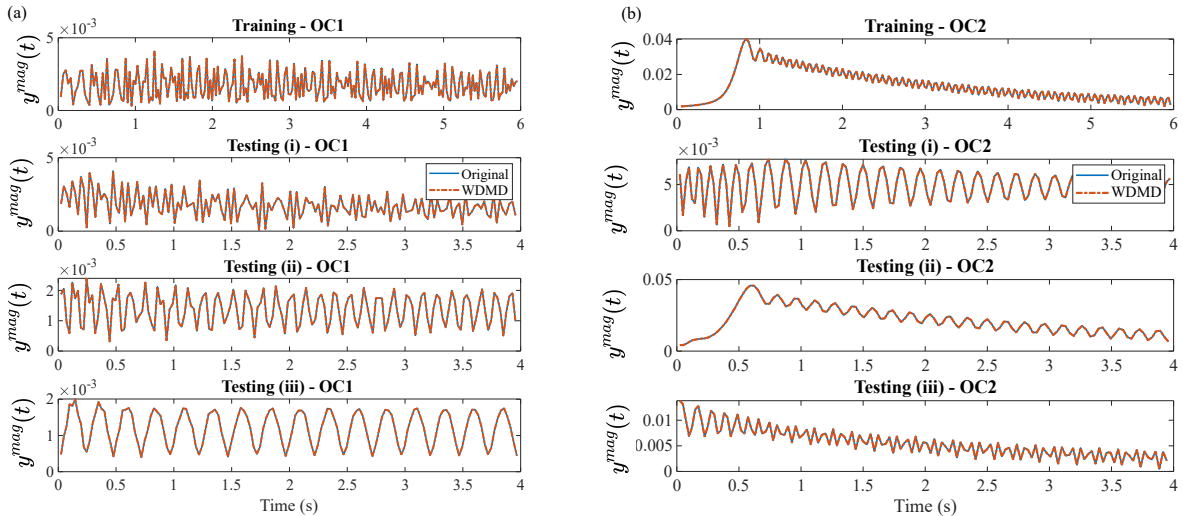 (a)
×10⁻³
Training - OC1
y^mag(t)
5
0
0 1 2 3 4 5 6
×10⁻³
Testing (i) - OC1
y^mag(t)
5
0
Original
WDMD
0 0.5 1 1.5 2 2.5 3 3.5 4
×10⁻³
Testing (ii) - OC1
y^mag(t)
2
1
0
0 0.5 1 1.5 2 2.5 3 3.5 4
×10⁻³
Testing (iii) - OC1
y^mag(t)
2
1
0
0 0.5 1 1.5 2 2.5 3 3.5 4
Time (s)
(b)
Training - OC2
y^mag(t)
0.04
0.02
0
0 1 2 3 4 5 6
×10⁻³
Testing (i) - OC2
y^mag(t)
5
0
Original
WDMD
0 0.5 1 1.5 2 2.5 3 3.5 4
Testing (ii) - OC2
y^mag(t)
0.05
0
0 0.5 1 1.5 2 2.5 3 3.5 4
Testing (iii) - OC2
y^mag(t)
0.01
0.005
0
0 0.5 1 1.5 2 2.5 3 3.5 4
Time (s)